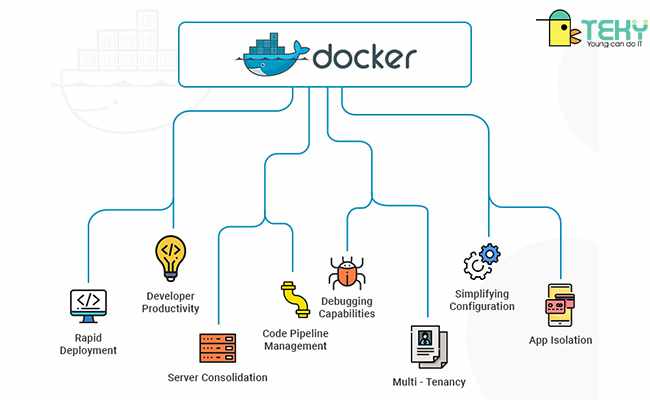 TEKY
Young can do IT
docker
Developer
Productivity
Rapid
Deployment
Server Consolidation
Code Pipeline
Management
Debugging
Capabilities
Multi - Tenancy
Simplifying
Configuration
App Isolation